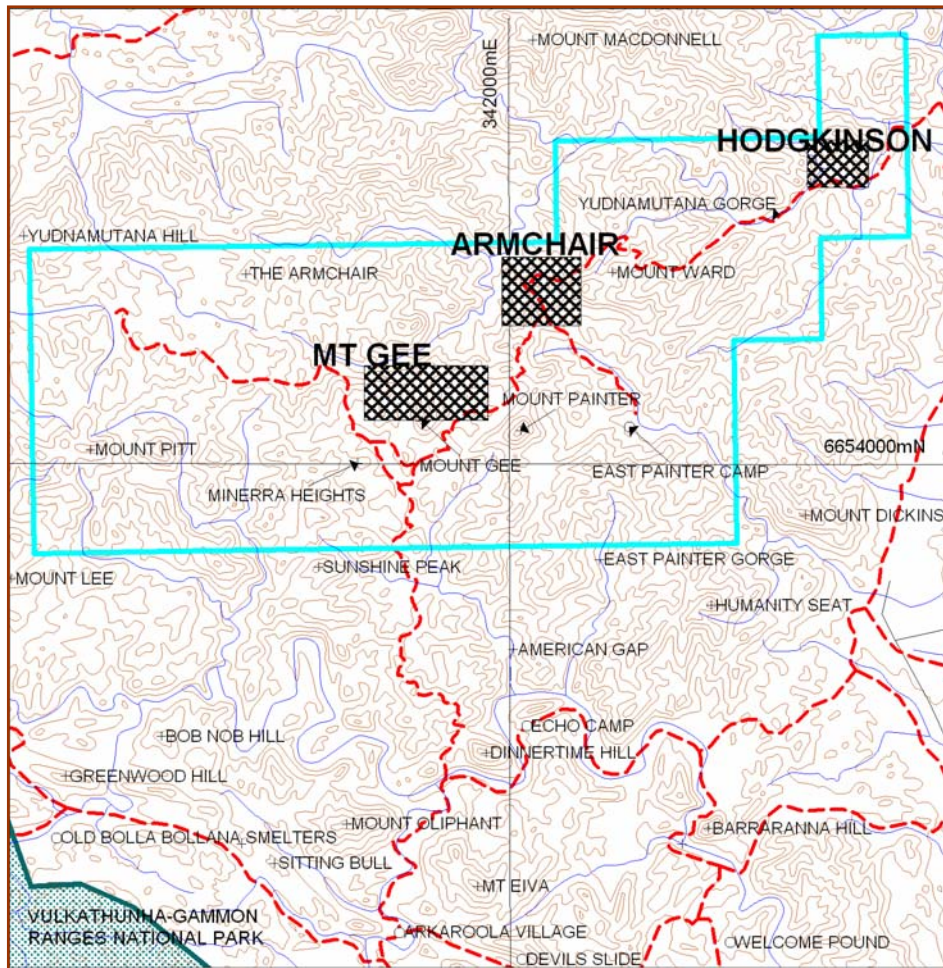 MOUNT MACDONNELL
342000mE
HODGKINSON
YUDNAMUTANA GORGE
YUDNAMUTANA HILL
ARMCHAIR
THE ARMCHAIR
MOUNT WARD
MT GEE
MOUNT PAINTER
MOUNT PITT
6654000mN
MOUNT GEE
EAST PAINTER CAMP
MINERRA HEIGHTS
MOUNT DICKINS
EAST PAINTER GORGE
SUNSHINE PEAK
MOUNT LEE
HUMANITY SEAT
AMERICAN GAP
ECHO CAMP
BOB NOB HILL
DINNERTIME HILL
GREENWOOD HILL
MOUNT OLIPHANT
BARRARANNA HILL
OLD BOLLA BOLLANA SMELTERS
SITTING BULL
MT EIVA
VULKATHUNHA-GAMMON
RANGES NATIONAL PARK
ARKAROOLA VILLAGE
WELCOME POUND
DEVILS SLIDE